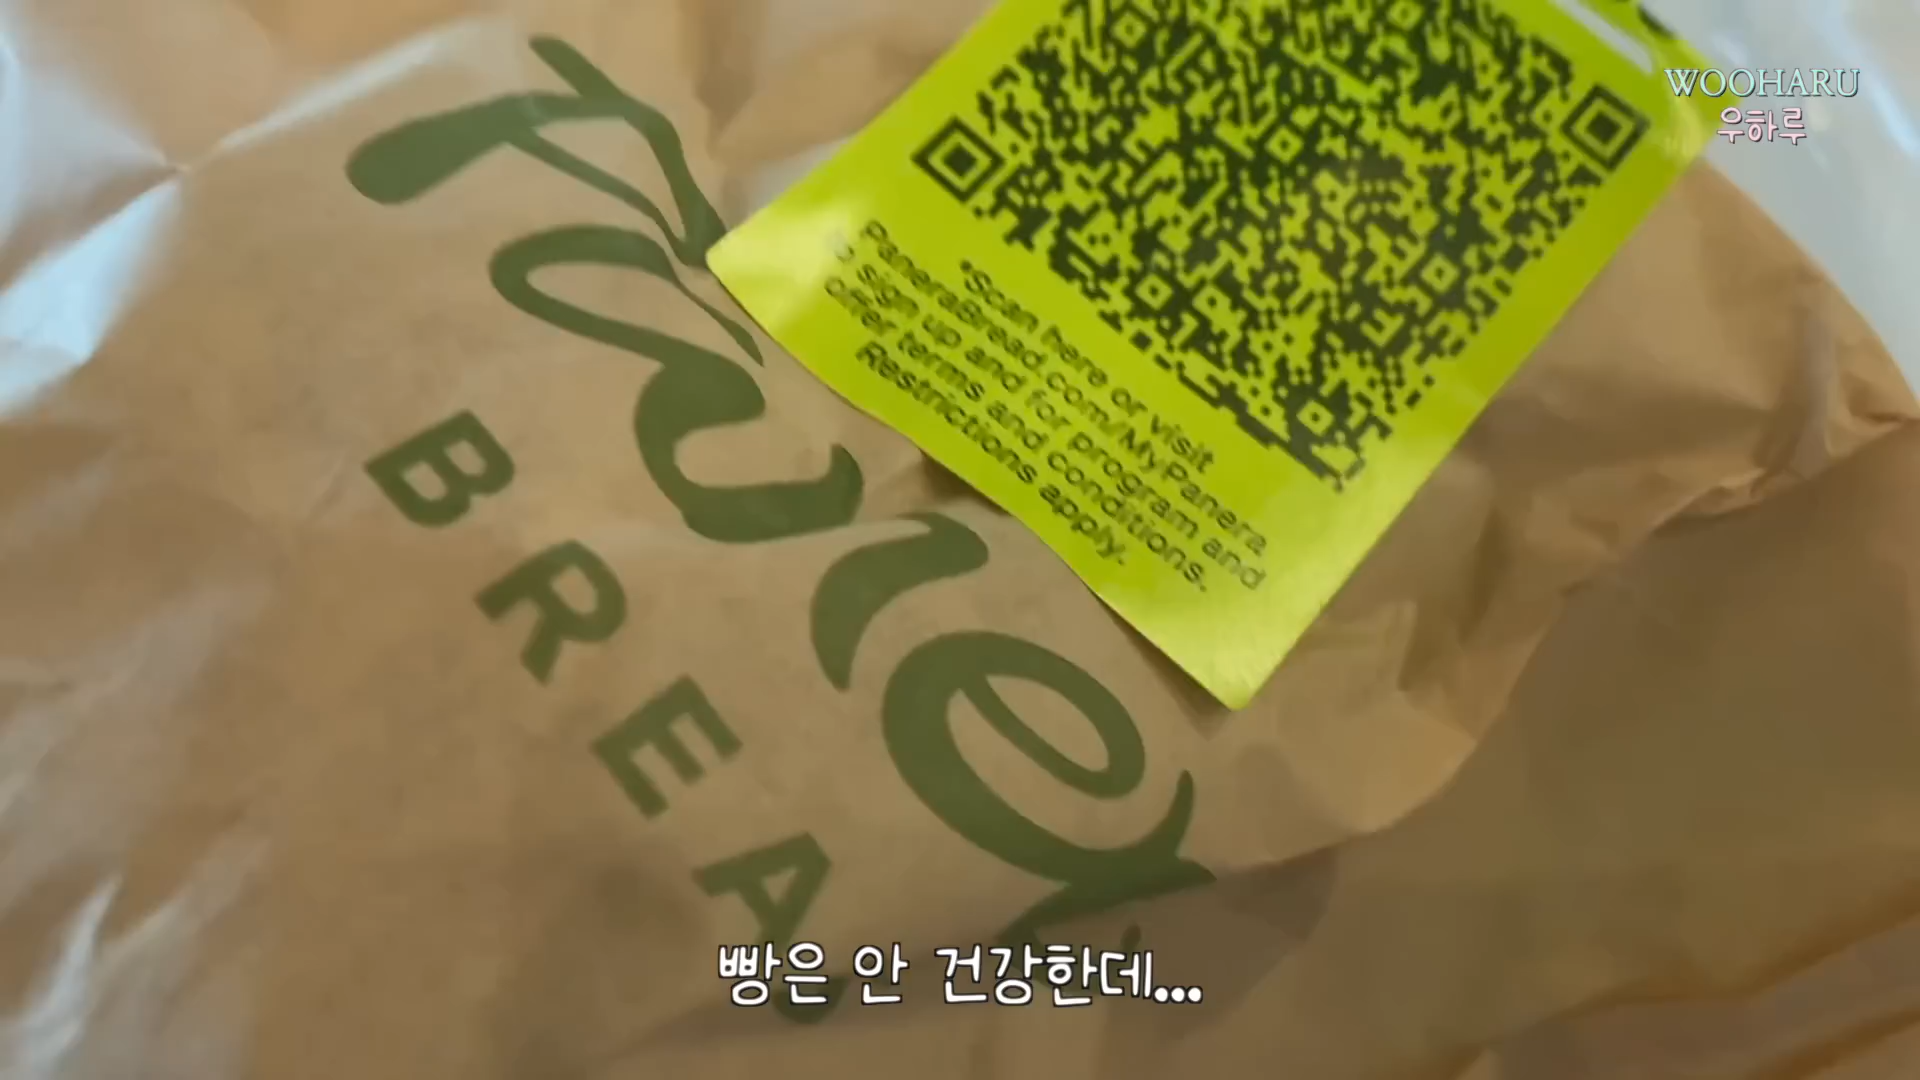 WOOHARU
우하루
Panera
BREA
*Scan here or visit
PaneraBread.com/MyPanera
to sign up and for program and
offer terms and conditions.
Restrictions apply.
빵은 안 건강한데...